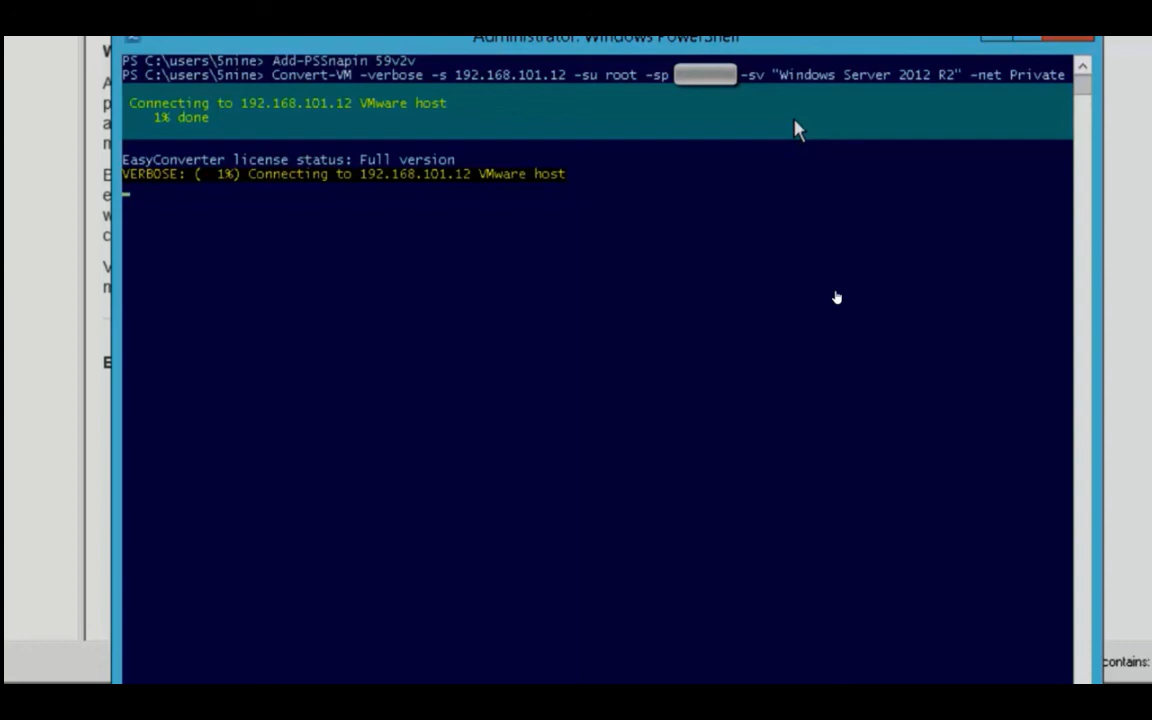 Administrator: Windows PowerShell
PS C:\users\5nine> Add-PSSnapin 59v2v
PS C:\users\5nine> Convert-VM -verbose -s 192.168.101.12 -su root -sp -sv "Windows Server 2012 R2" -net Private
Connecting to 192.168.101.12 VMware host
1% done
EasyConverter license status: Full version
VERBOSE: (  1%) Connecting to 192.168.101.12 VMware host
contains: